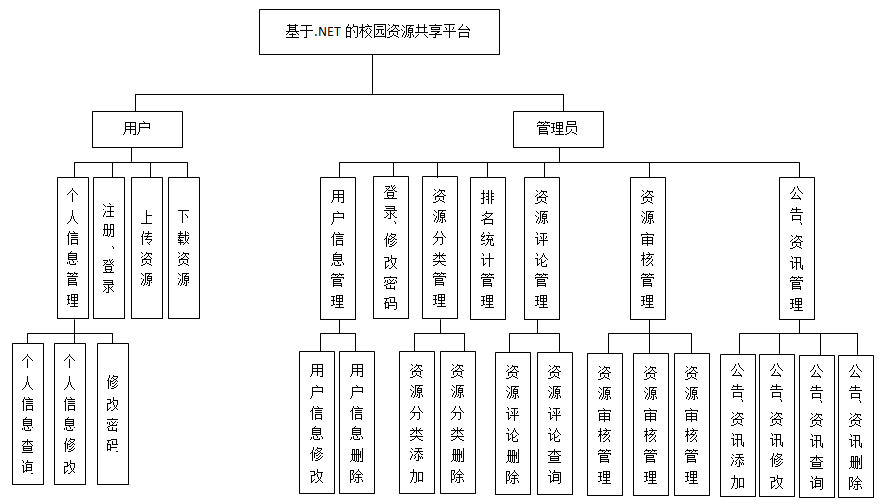 基于.NET的校园资源共享平台
用户
管理员
个人信息管理
注册、登录
上传资源
下载资源
用户信息管理
登录、修改密码
资源分类管理
排名统计管理
资源评论管理
资源审核管理
公告、资讯管理
个人信息查询
个人信息修改
修改密码
用户信息修改
用户信息删除
资源分类添加
资源分类删除
资源评论删除
资源评论查询
资源审核管理
资源审核管理
资源审核管理
公告、资讯添加
公告、资讯修改
公告、资讯查询
公告、资讯删除